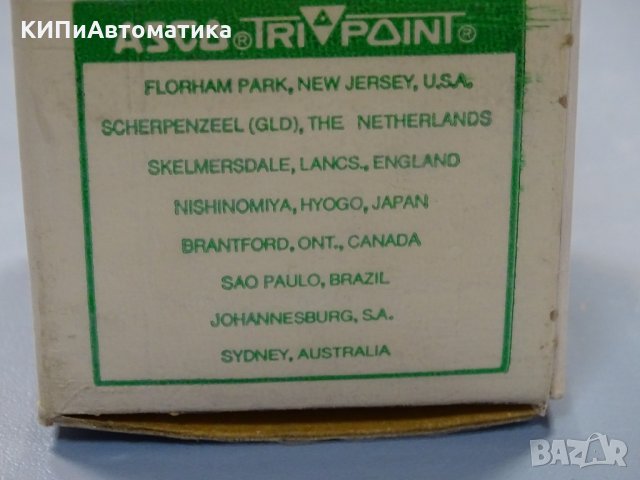 КИПиАвтоматика
ASCO® TRI POINT®
FLORHAM PARK, NEW JERSEY, U.S.A.
SCHERPENZEEL (GLD), THE NETHERLANDS
SKELMERSDALE, LANCS., ENGLAND
NISHINOMIYA, HYOGO, JAPAN
BRANTFORD, ONT., CANADA
SAO PAULO, BRAZIL
JOHANNESBURG, S.A.
SYDNEY, AUSTRALIA
BAZAR